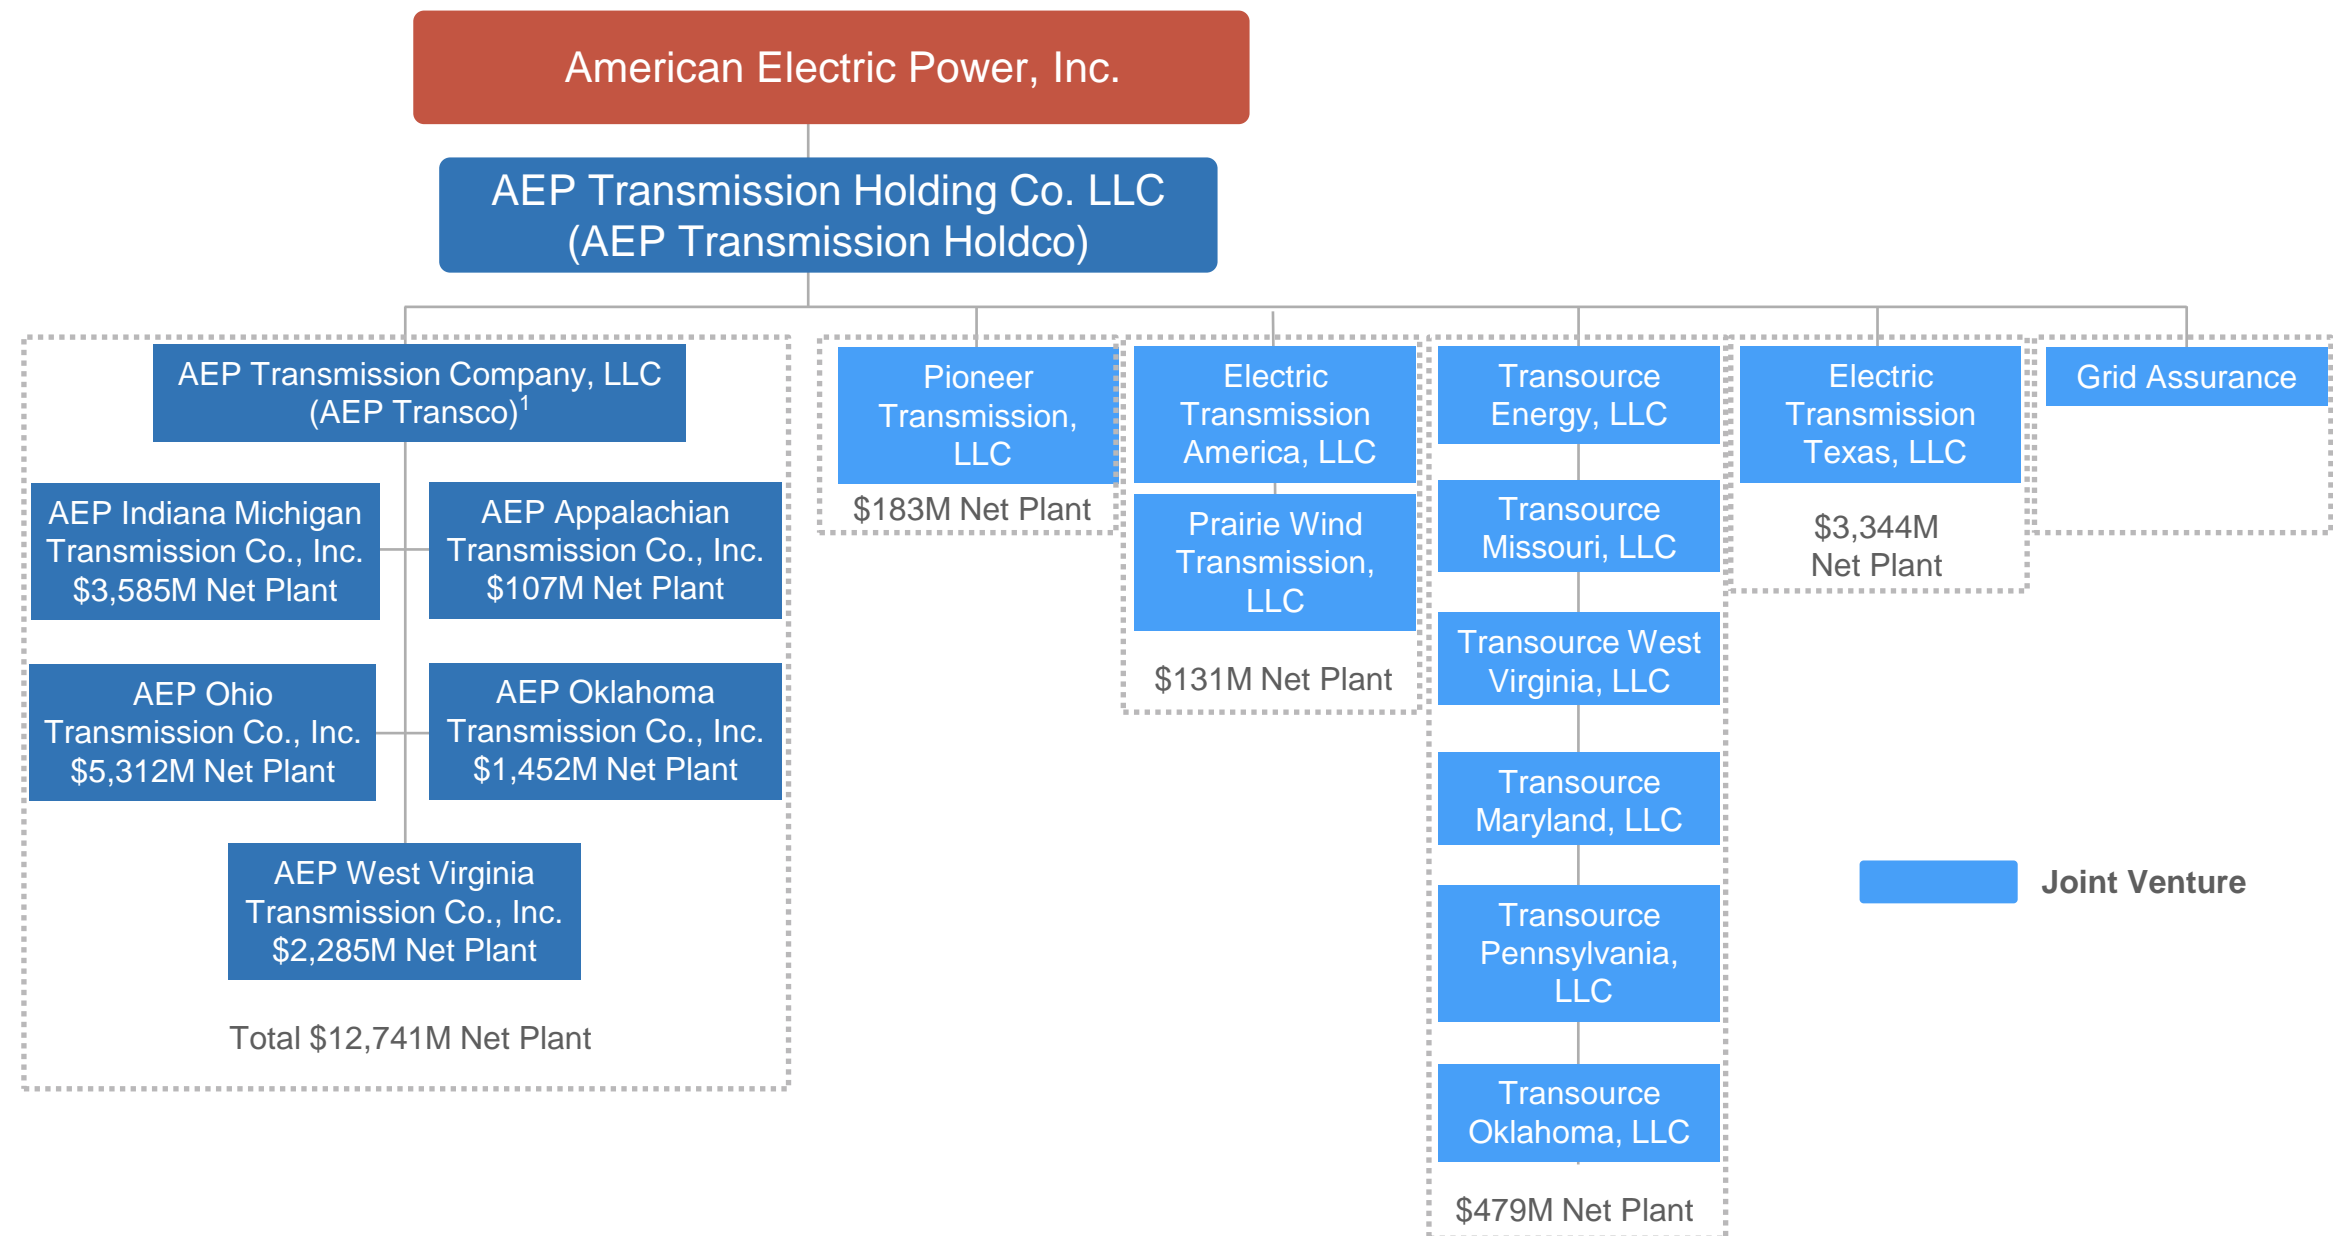 American Electric Power, Inc.
AEP Transmission Holding Co. LLC
(AEP Transmission Holdco)
AEP Transmission Company, LLC
(AEP Transco)1
AEP Indiana Michigan
Transmission Co., Inc.
$3,585M Net Plant
AEP Appalachian
Transmission Co., Inc.
$107M Net Plant
AEP Ohio
Transmission Co., Inc.
$5,312M Net Plant
AEP Oklahoma
Transmission Co., Inc.
$1,452M Net Plant
AEP West Virginia
Transmission Co., Inc.
$2,285M Net Plant
Total $12,741M Net Plant
Pioneer
Transmission,
LLC
$183M Net Plant
Electric
Transmission
America, LLC
Prairie Wind
Transmission,
LLC
$131M Net Plant
Transource
Energy, LLC
Transource
Missouri, LLC
Transource West
Virginia, LLC
Transource
Maryland, LLC
Transource
Pennsylvania,
LLC
Transource
Oklahoma, LLC
$479M Net Plant
Electric
Transmission
Texas, LLC
$3,344M
Net Plant
Grid Assurance
Joint Venture